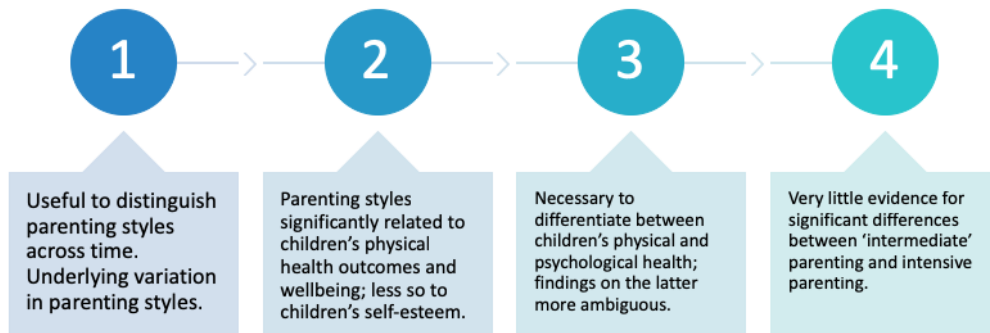 1
Useful to distinguish
parenting styles
across time.
Underlying variation
in parenting styles.
2
Parenting styles
significantly related to
children’s physical
health outcomes and
wellbeing; less so to
children’s self-esteem.
3
Necessary to
differentiate between
children’s physical and
psychological health;
findings on the latter
more ambiguous.
4
Very little evidence for
significant differences
between ‘intermediate’
parenting and intensive
parenting.